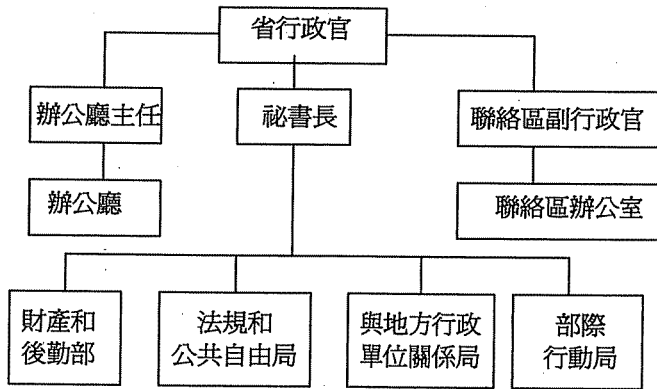 省行政官
辦公廳主任
祕書長
聯絡區副行政官
辦公廳
聯絡區辦公室
財產和
後勤部
法規和
公共自由局
與地方行政
單位關係局
部際
行動局